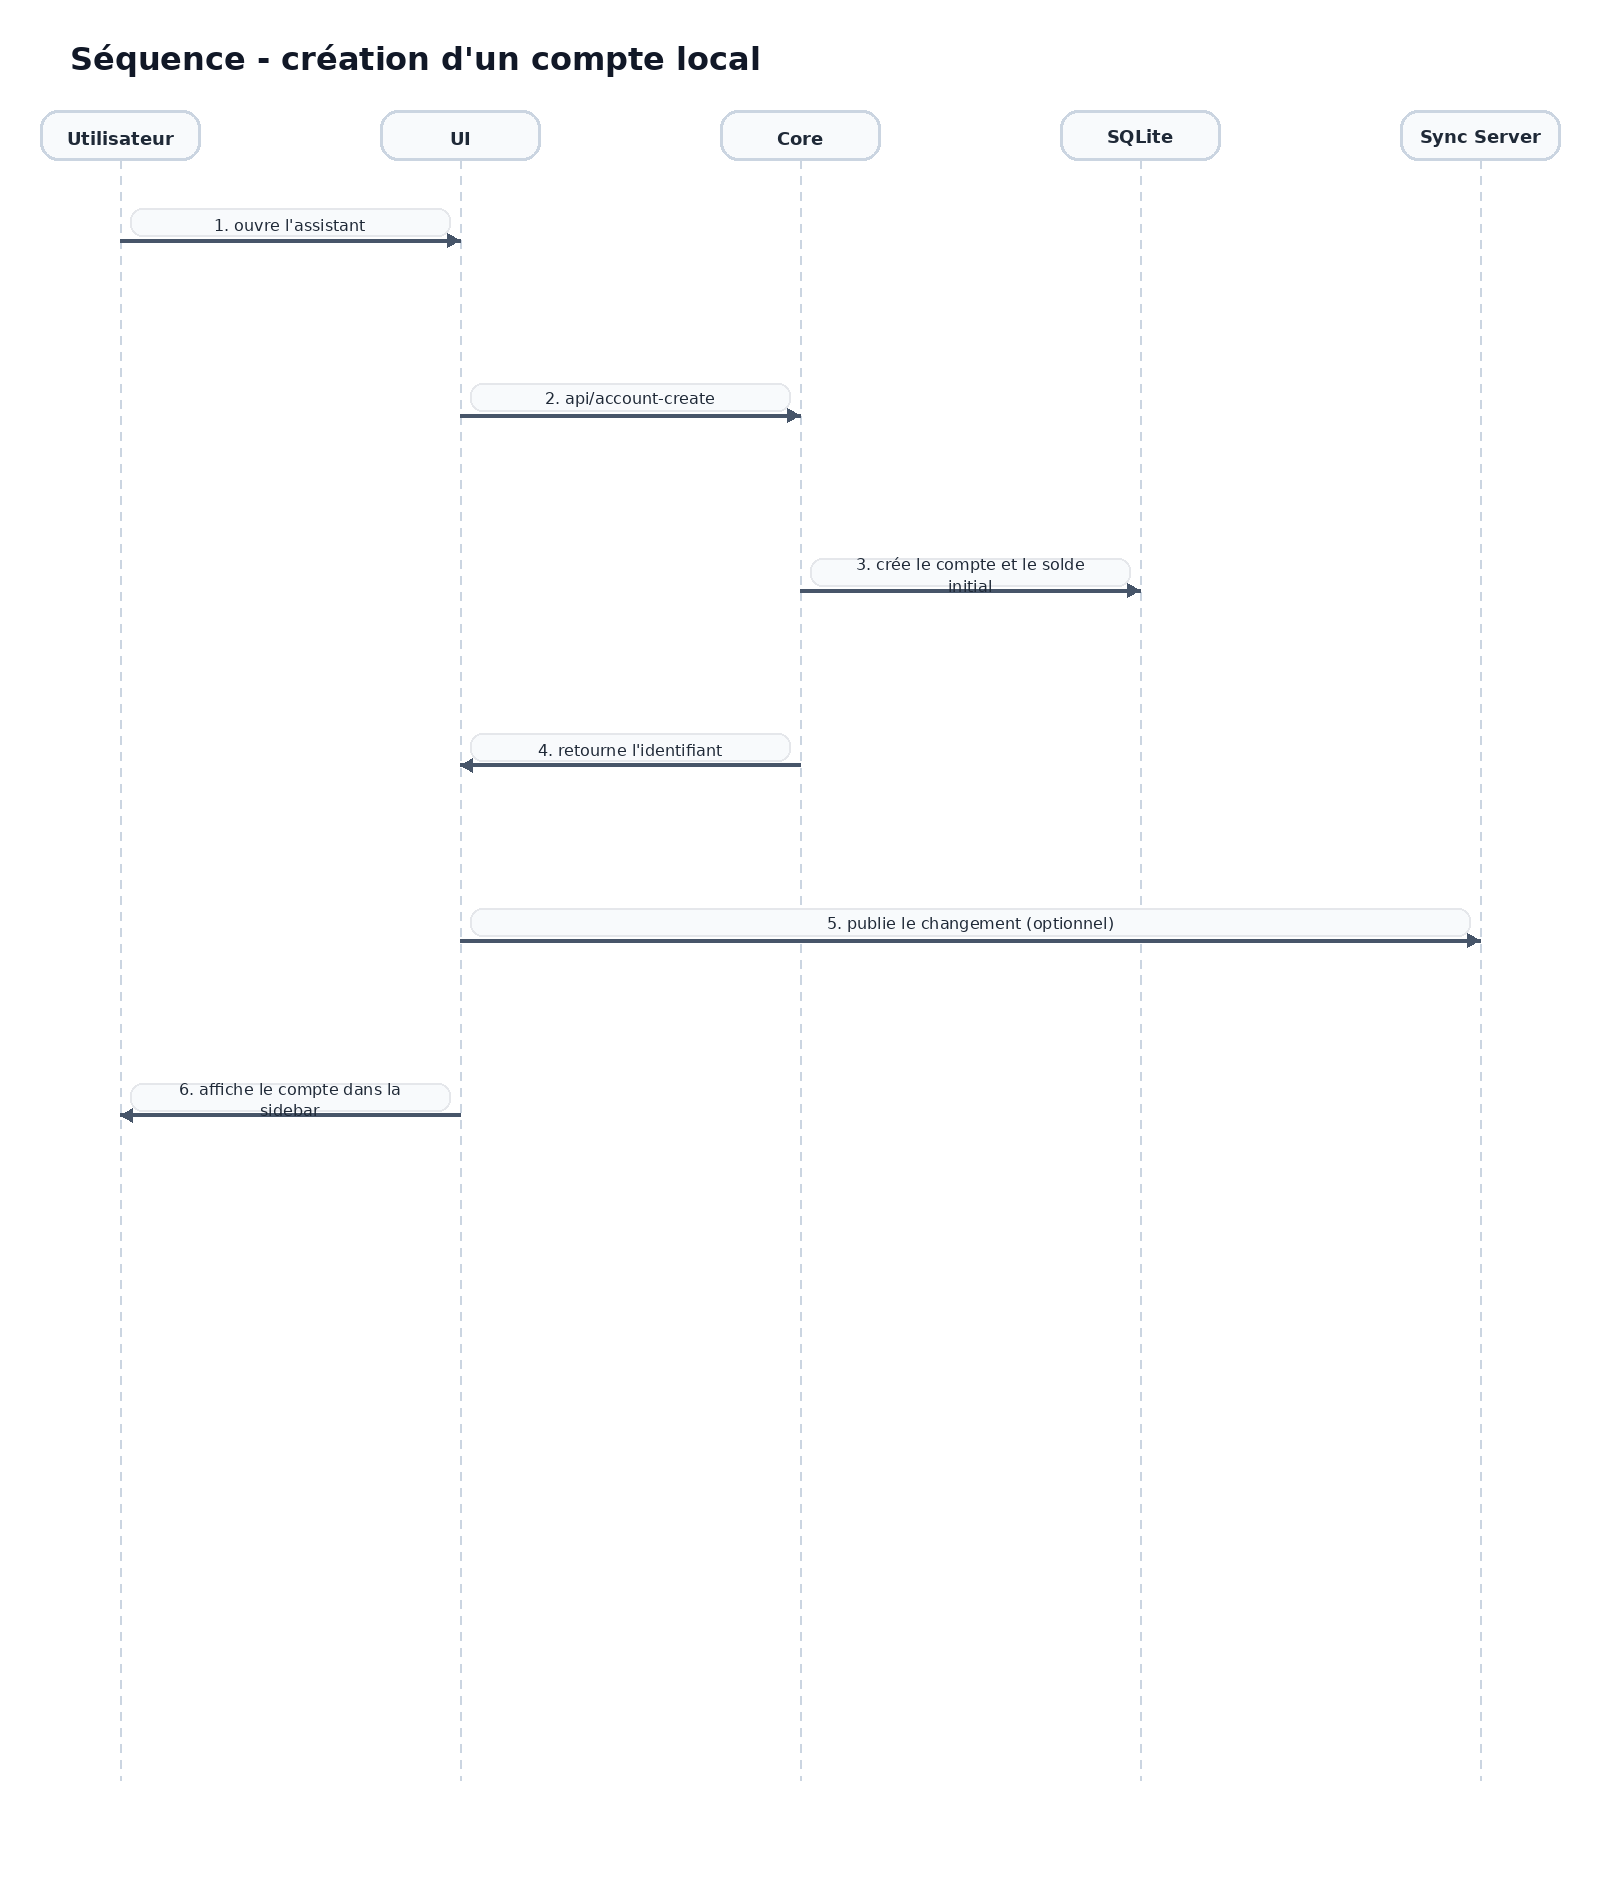 Séquence - création d'un compte local
Utilisateur
UI
Core
SQLite
Sync Server
1. ouvre l'assistant
2. api/account-create
3. crée le compte et le solde
initial
4. retourne l'identifiant
5. publie le changement (optionnel)
6. affiche le compte dans la
sidebar